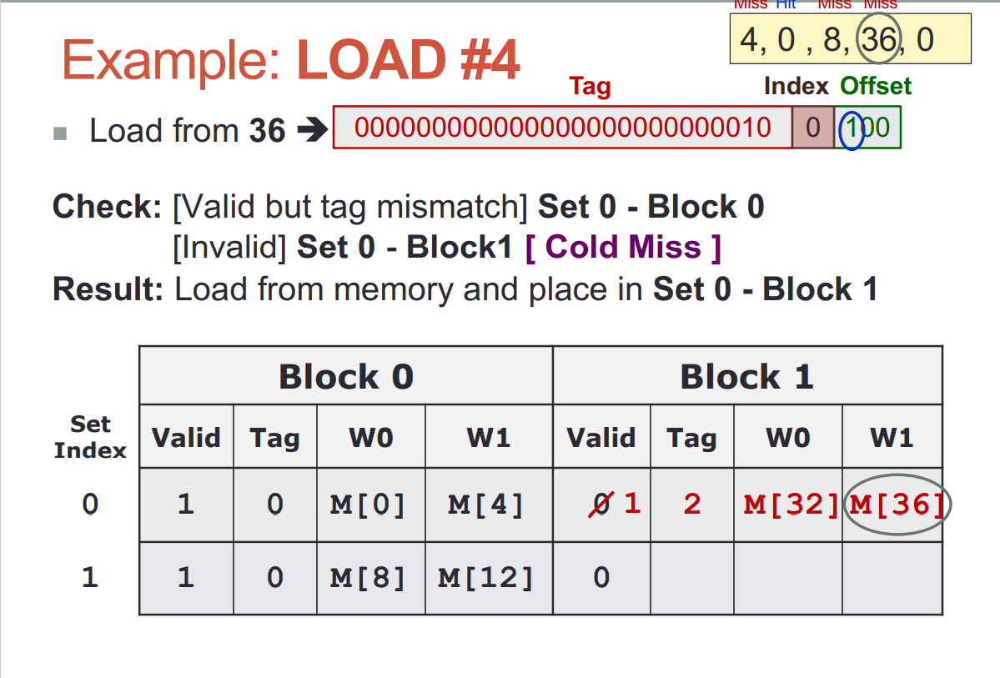 Miss Hit Miss Miss
4, 0 , 8, 36, 0
Example: LOAD #4
Tag Index Offset
Load from 36 ➔ 0000000000000000000000000010 0 100
Check: [Valid but tag mismatch] Set 0 - Block 0
[Invalid] Set 0 - Block1 [ Cold Miss ]
Result: Load from memory and place in Set 0 - Block 1
Block 0 Block 1
Set
Index Valid Tag W0 W1 Valid Tag W0 W1
0 1 0 M[0] M[4] 0 1 2 M[32] M[36]
1 1 0 M[8] M[12] 0